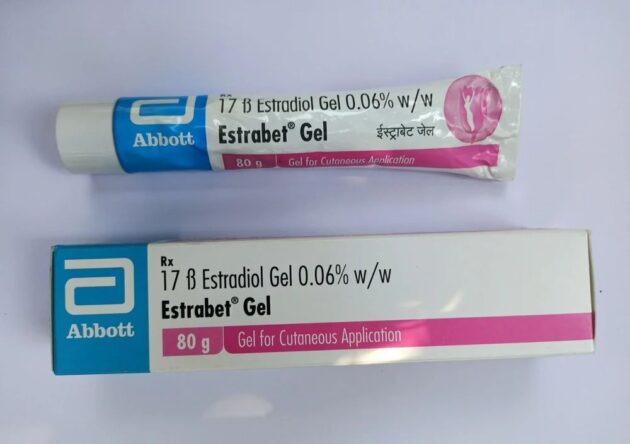 Rx
17 ß Estradiol Gel 0.06% w/w
Estrabet® Gel
ईस्ट्राबेट जेल
80 g
Gel for Cutaneous Application
Abbott
Rx
17 ß Estradiol Gel 0.06% w/w
Estrabet® Gel
80 g
Gel for Cutaneous Application
Abbott